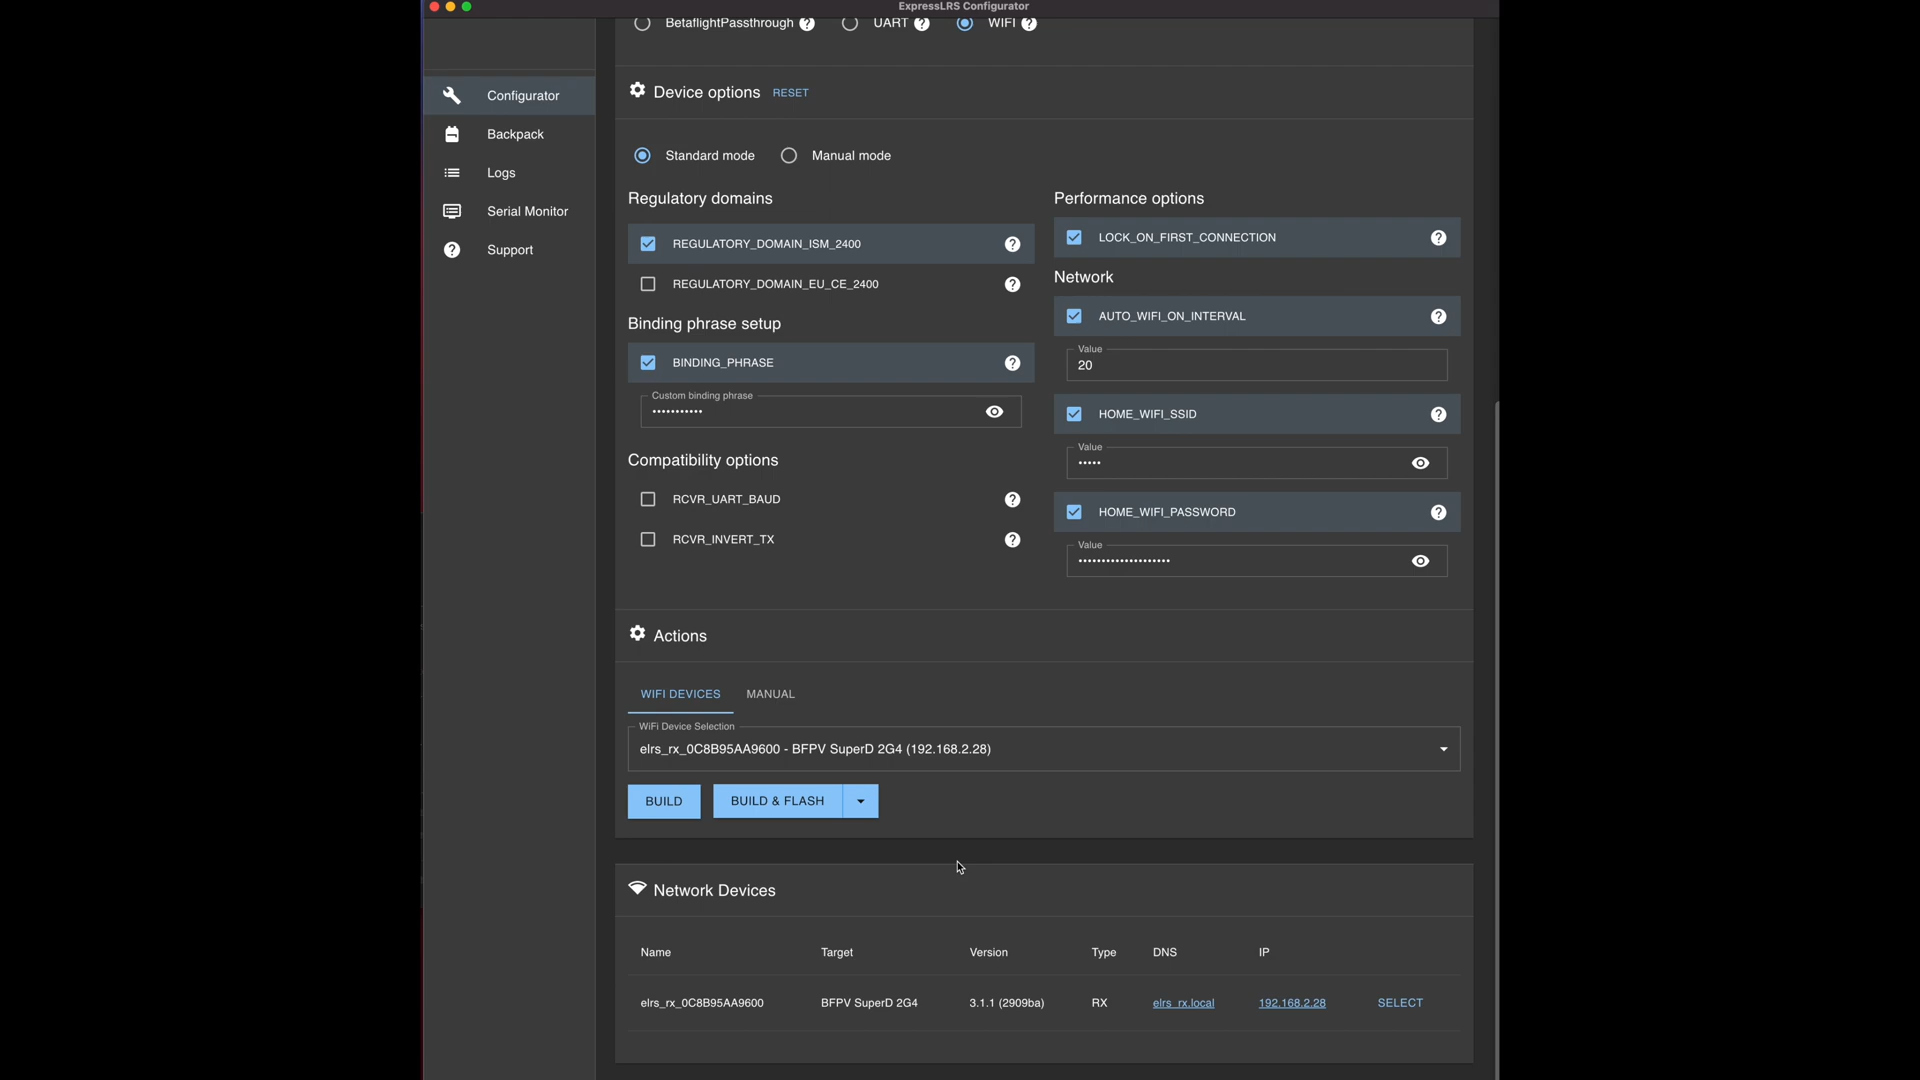 ExpressLRS Configurator
BetaflightPassthrough ? UART ? WIFI ?
Configurator
Backpack
Logs
Serial Monitor
Support
Device options RESET
Standard mode Manual mode
Regulatory domains
REGULATORY_DOMAIN_ISM_2400 ?
REGULATORY_DOMAIN_EU_CE_2400 ?
Binding phrase setup
BINDING_PHRASE ?
Custom binding phrase
•••••••••••
Compatibility options
RCVR_UART_BAUD ?
RCVR_INVERT_TX ?
Performance options
LOCK_ON_FIRST_CONNECTION ?
Network
AUTO_WIFI_ON_INTERVAL ?
Value
20
HOME_WIFI_SSID ?
Value
•••••
HOME_WIFI_PASSWORD ?
Value
••••••••••••••••••••
Actions
WIFI DEVICES MANUAL
WiFi Device Selection
elrs_rx_0C8B95AA9600 - BFPV SuperD 2G4 (192.168.2.28)
BUILD BUILD & FLASH
Network Devices
Name Target Version Type DNS IP
elrs_rx_0C8B95AA9600 BFPV SuperD 2G4 3.1.1 (2909ba) RX elrs_rx.local 192.168.2.28 SELECT